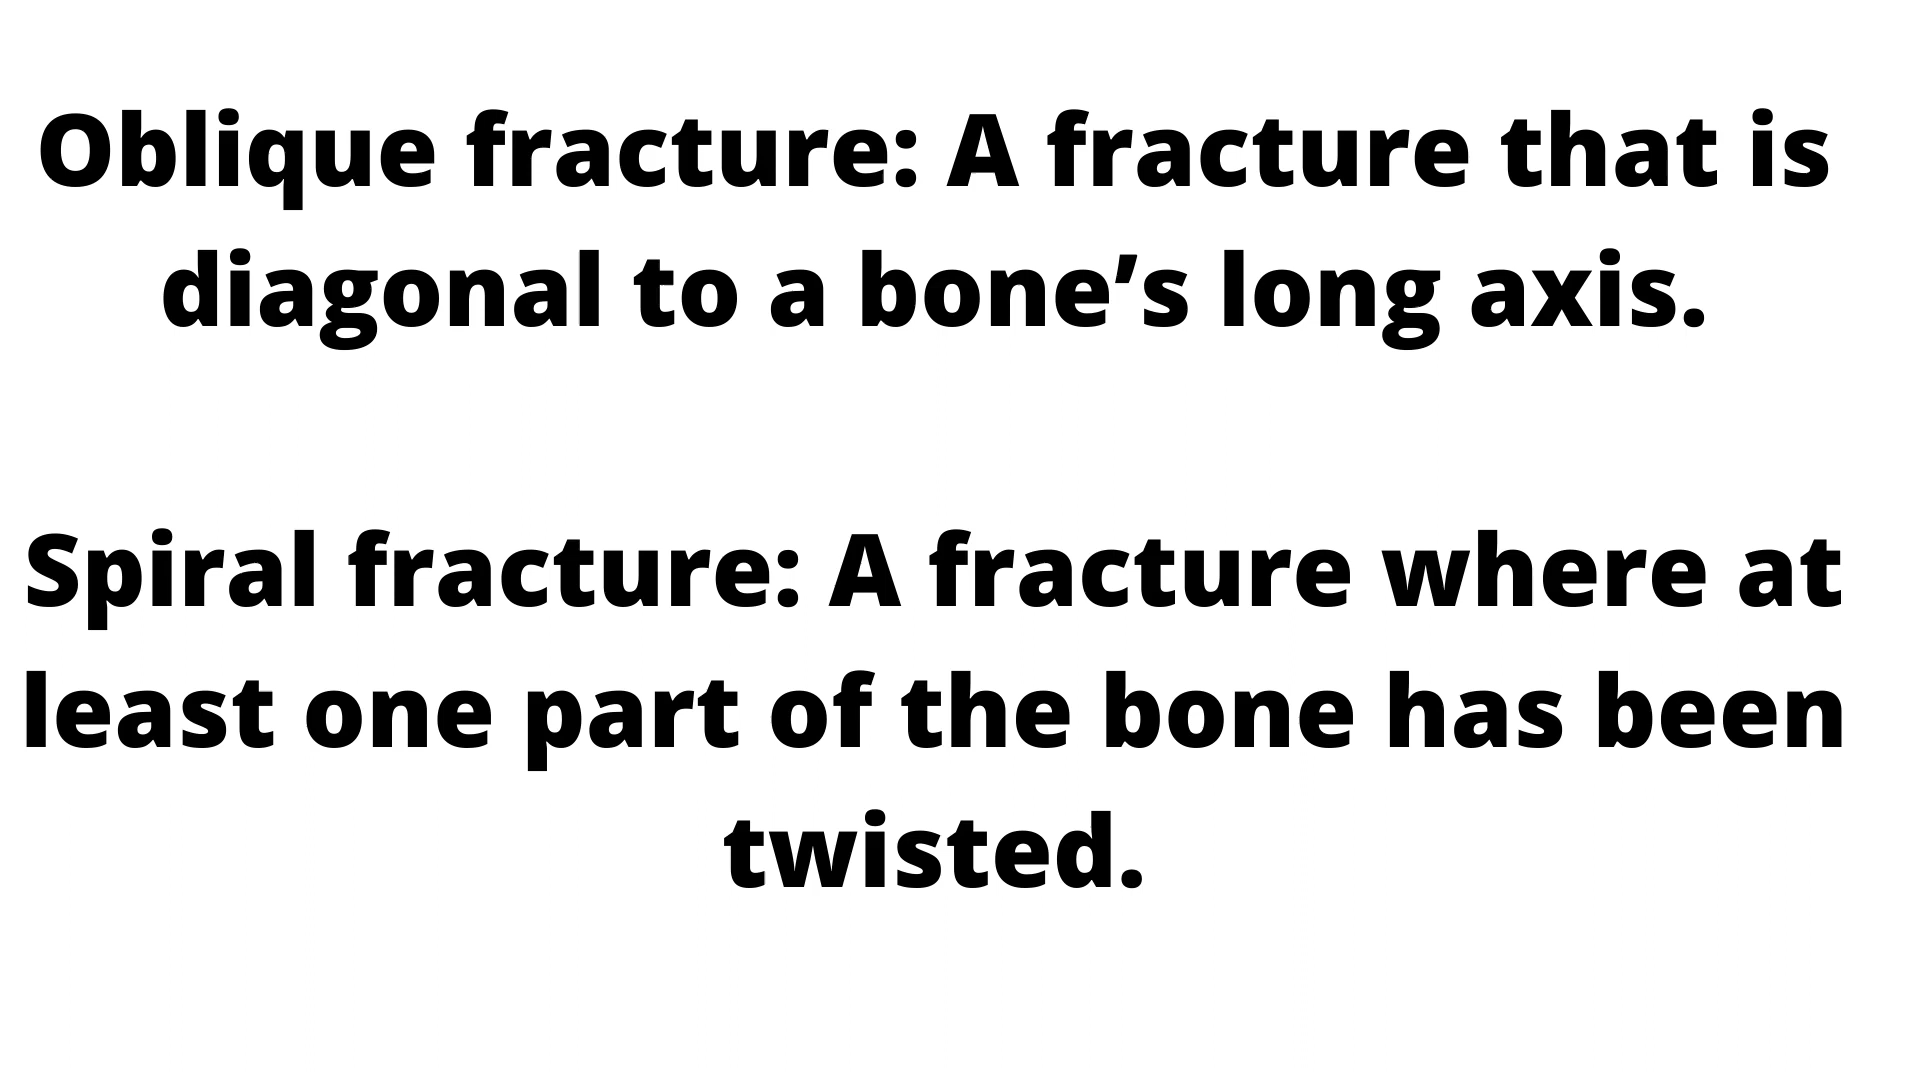 Oblique fracture: A fracture that is
diagonal to a bone’s long axis.
Spiral fracture: A fracture where at
least one part of the bone has been
twisted.